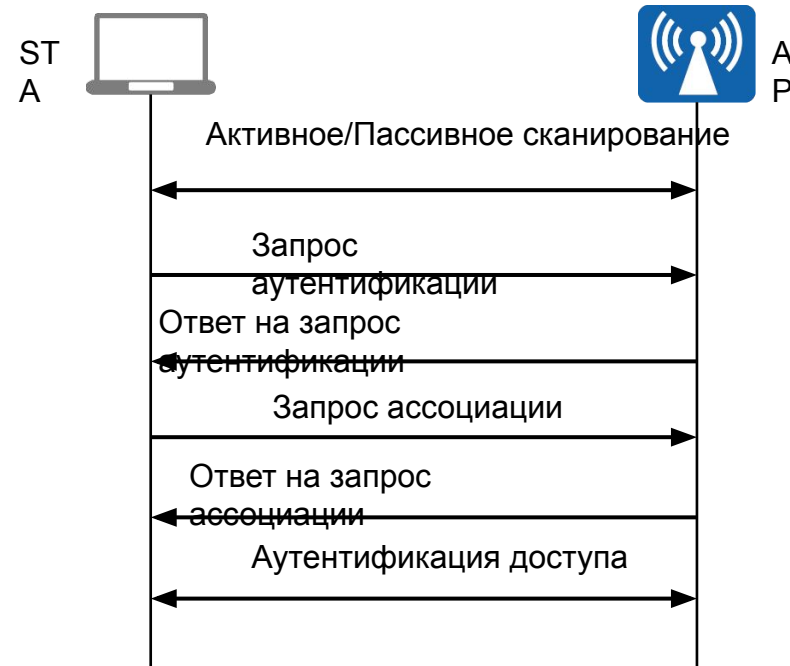 ST
A
A
P
Активное/Пассивное сканирование
Запрос
аутентификации
Ответ на запрос
аутентификации
Запрос ассоциации
Ответ на запрос
ассоциации
Аутентификация доступа